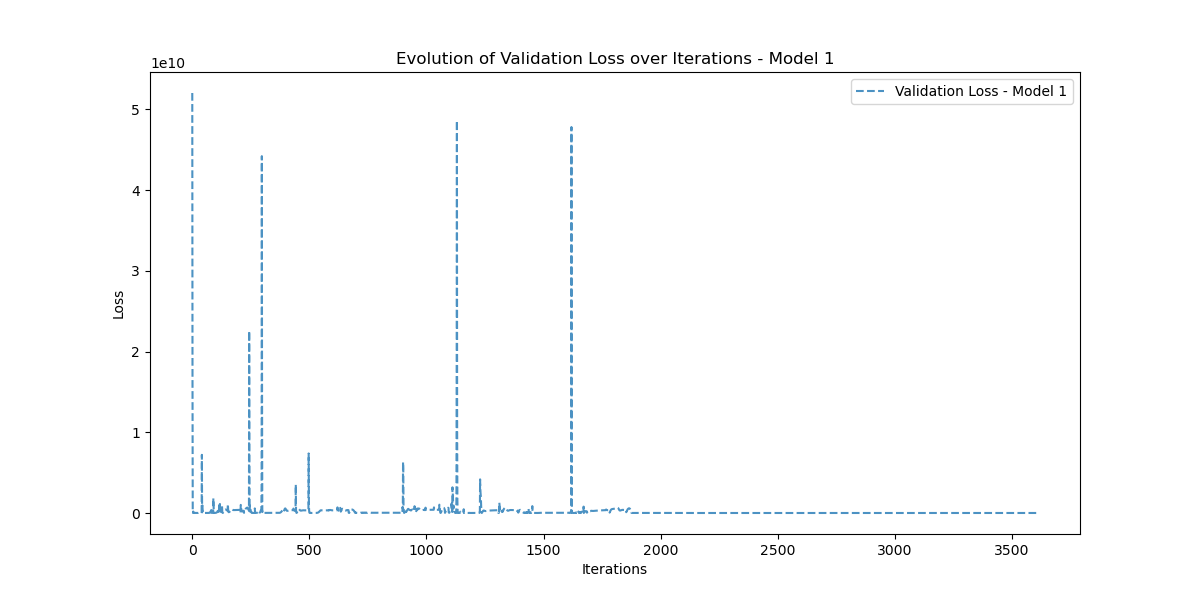 Evolution of Validation Loss over Iterations - Model 1
1e10
Validation Loss - Model 1
5
4
3
2
1
0
Loss
0 500 1000 1500 2000 2500 3000 3500
Iterations